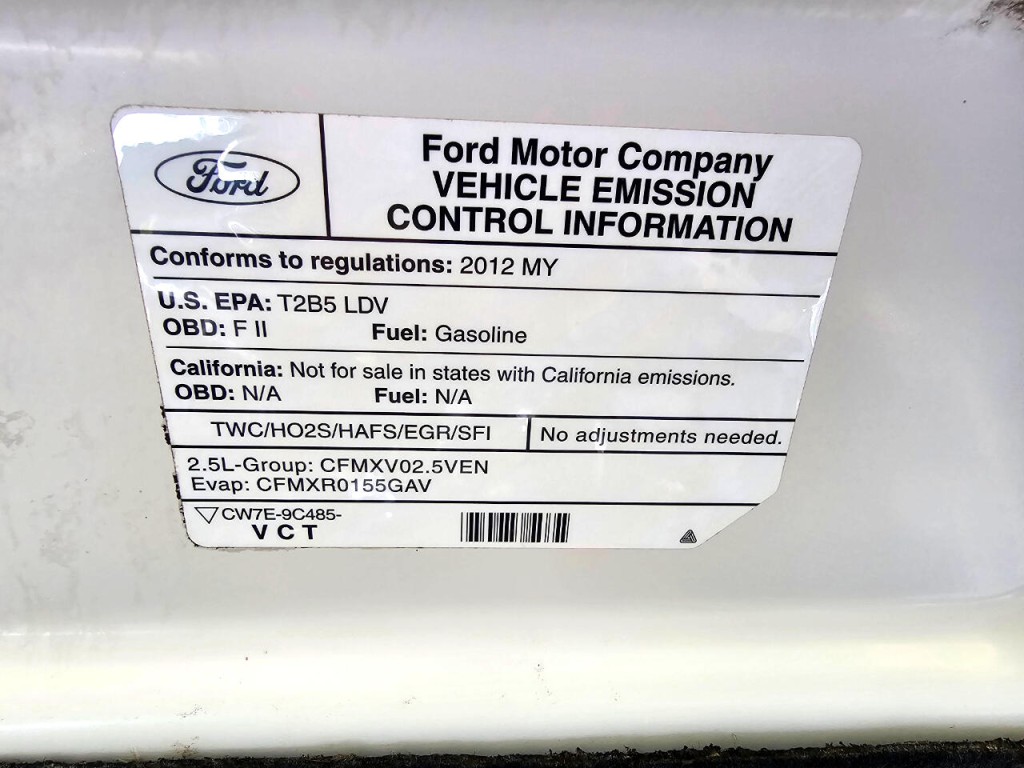 Ford
Ford Motor Company
VEHICLE EMISSION
CONTROL INFORMATION
Conforms to regulations: 2012 MY
U.S. EPA: T2B5 LDV
OBD: F II Fuel: Gasoline
California: Not for sale in states with California emissions.
OBD: N/A Fuel: N/A
TWC/HO2S/HAFS/EGR/SFI No adjustments needed.
2.5L-Group: CFMXV02.5VEN
Evap: CFMXR0155GAV
CW7E-9C485-
V C T